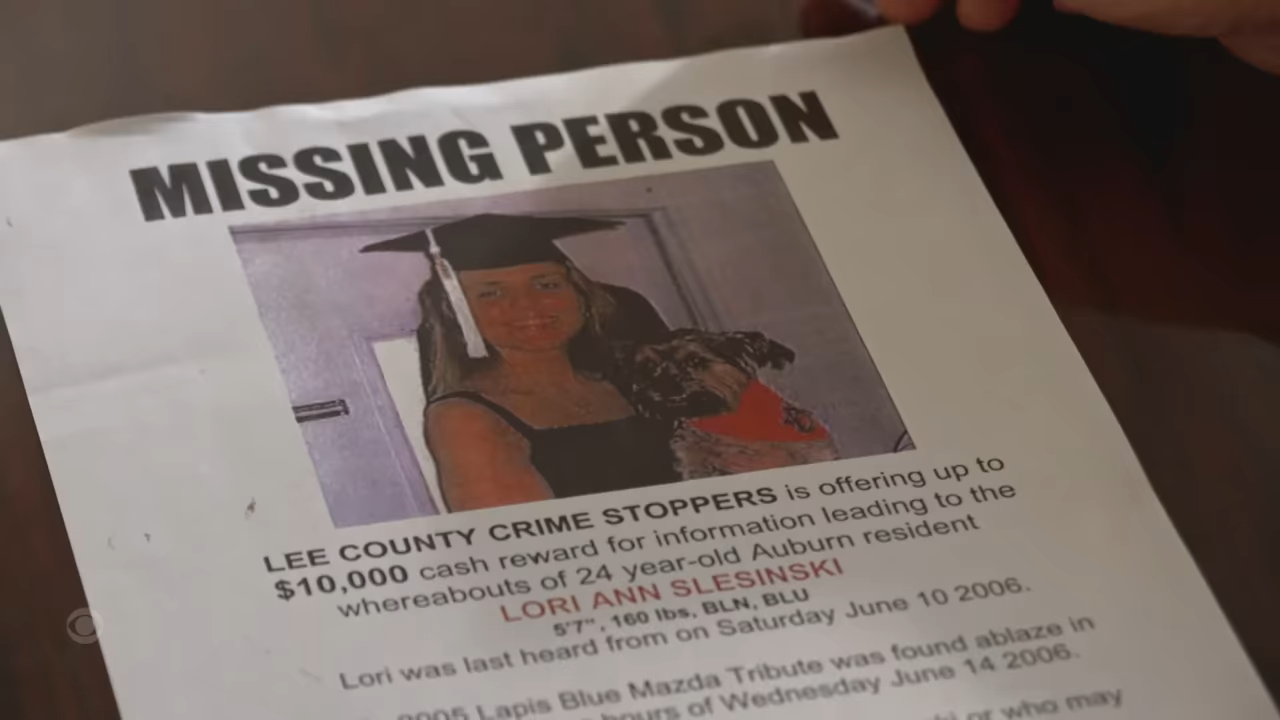 MISSING PERSON
LEE COUNTY CRIME STOPPERS is offering up to
$10,000 cash reward for information leading to the
whereabouts of 24 year-old Auburn resident
LORI ANN SLESINSKI
5'7", 160 lbs, BLN, BLU
Lori was last heard from on Saturday June 10 2006.
2005 Lapis Blue Mazda Tribute was found ablaze in
hours of Wednesday June 14 2006.
or who may